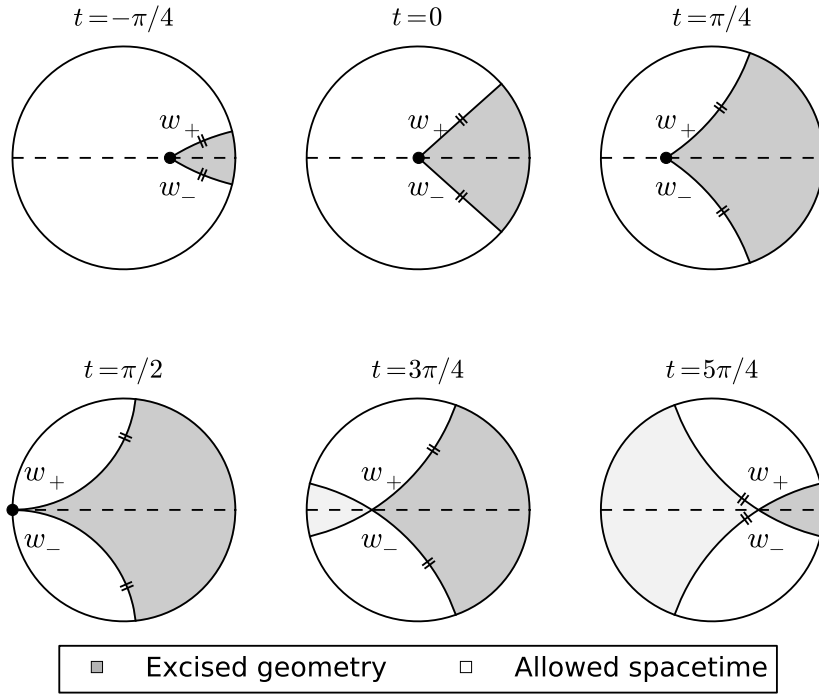 t=−π/4
t=0
t=π/4
w₊
w₋
w₊
w₋
w₊
w₋
t=π/2
t=3π/4
t=5π/4
w₊
w₋
w₊
w₋
w₊
w₋
Excised geometry
Allowed spacetime